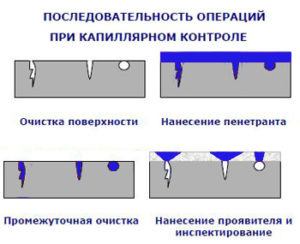 ПОСЛЕДОВАТЕЛЬНОСТЬ ОПЕРАЦИЙ
ПРИ КАПИЛЛЯРНОМ КОНТРОЛЕ
Очистка поверхности
Нанесение пенетранта
Промежуточная очистка
Нанесение проявителя и
инспектирование